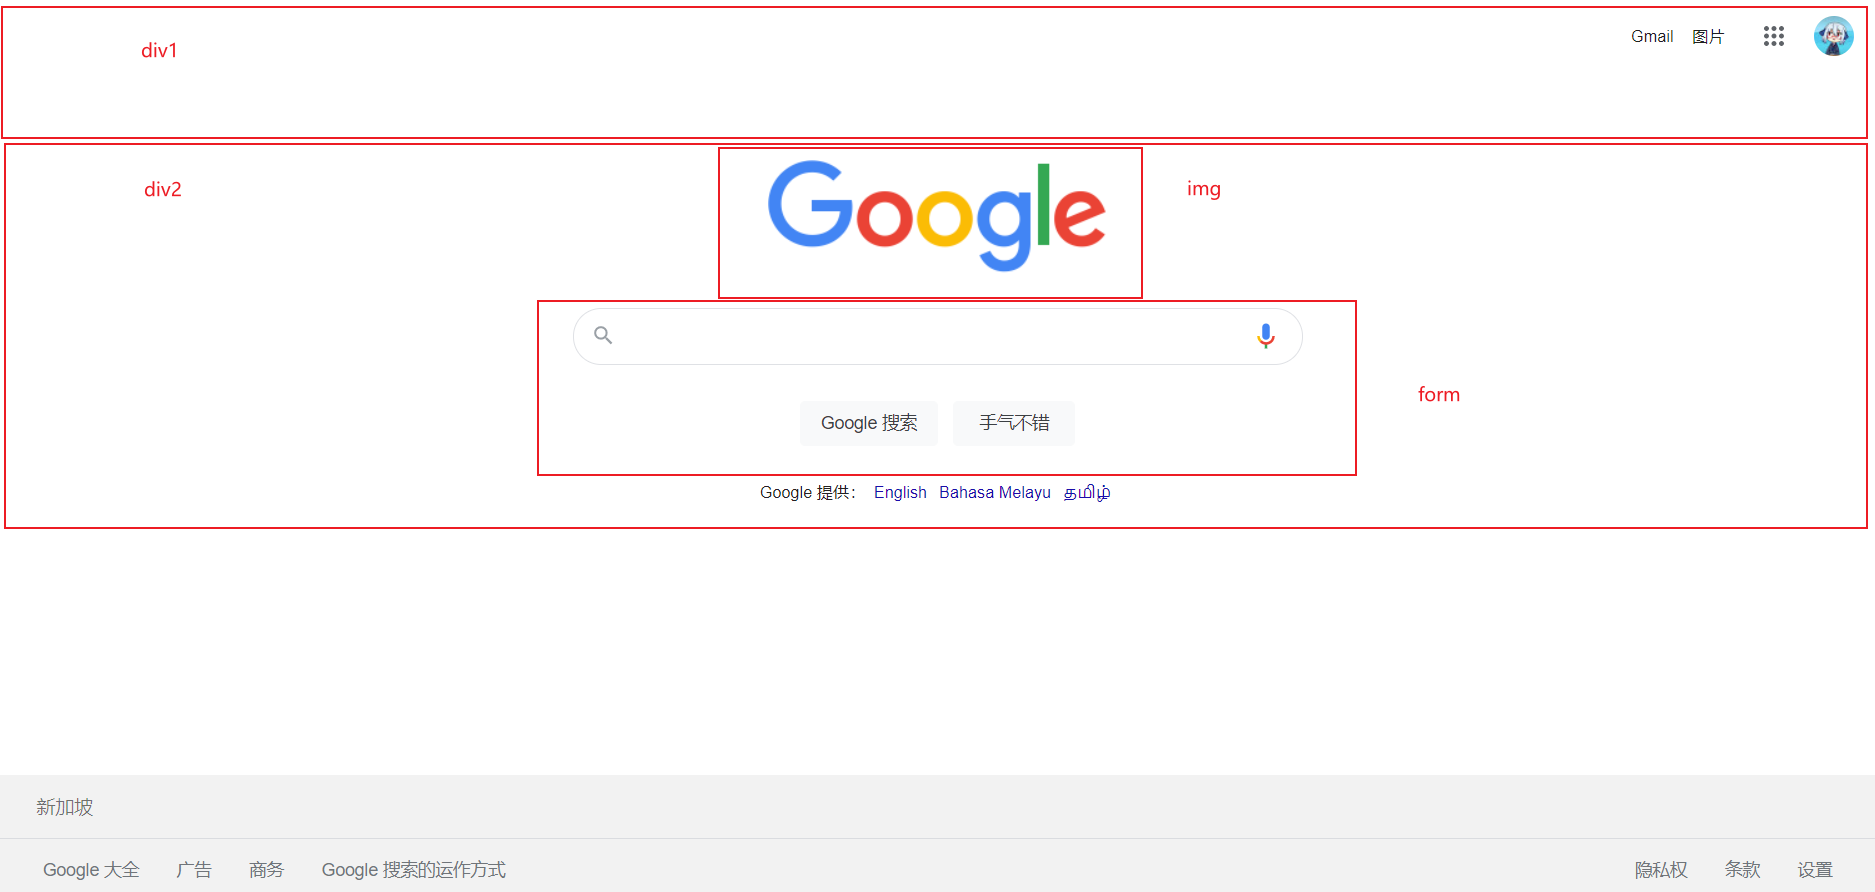 div1
Gmail 图片
div2
Google
img
form
Google 搜索 手气不错
Google 提供： English Bahasa Melayu தமிழ்
新加坡
Google 大全 广告 商务 Google 搜索的运作方式 隐私权 条款 设置